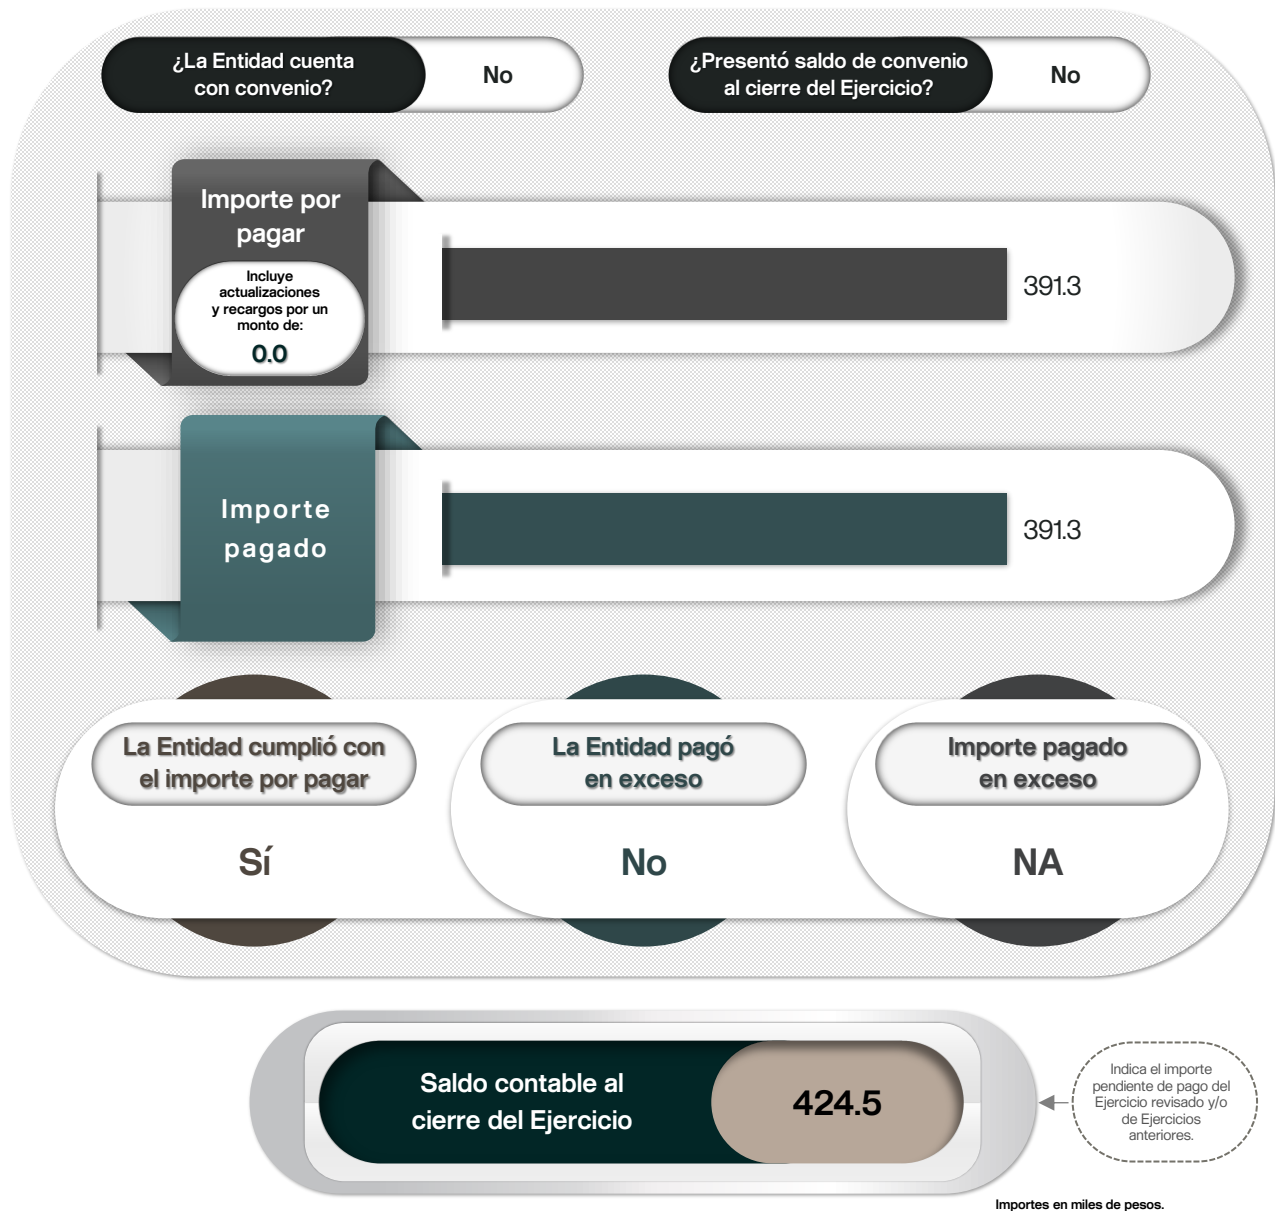 ¿La Entidad cuenta
con convenio?
No
¿Presentó saldo de convenio
al cierre del Ejercicio?
No
Importe por
pagar
Incluye
actualizaciones
y recargos por un
monto de:
0.0
391.3
Importe
pagado
391.3
La Entidad cumplió con
el importe por pagar
Sí
La Entidad pagó
en exceso
No
Importe pagado
en exceso
NA
Saldo contable al
cierre del Ejercicio
424.5
Indica el importe
pendiente de pago del
Ejercicio revisado y/o
de Ejercicios
anteriores.
Importes en miles de pesos.